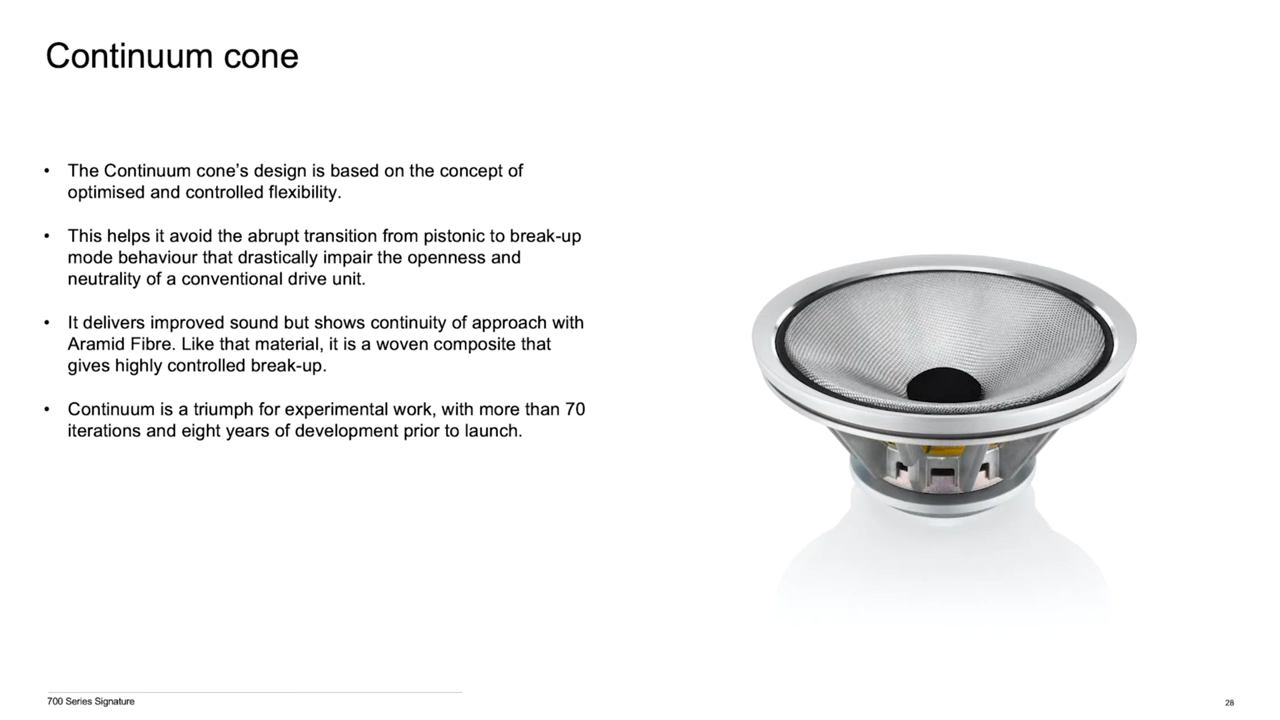 Continuum cone
• The Continuum cone’s design is based on the concept of
optimised and controlled flexibility.
• This helps it avoid the abrupt transition from pistonic to break-up
mode behaviour that drastically impair the openness and
neutrality of a conventional drive unit.
• It delivers improved sound but shows continuity of approach with
Aramid Fibre. Like that material, it is a woven composite that
gives highly controlled break-up.
• Continuum is a triumph for experimental work, with more than 70
iterations and eight years of development prior to launch.
700 Series Signature
28